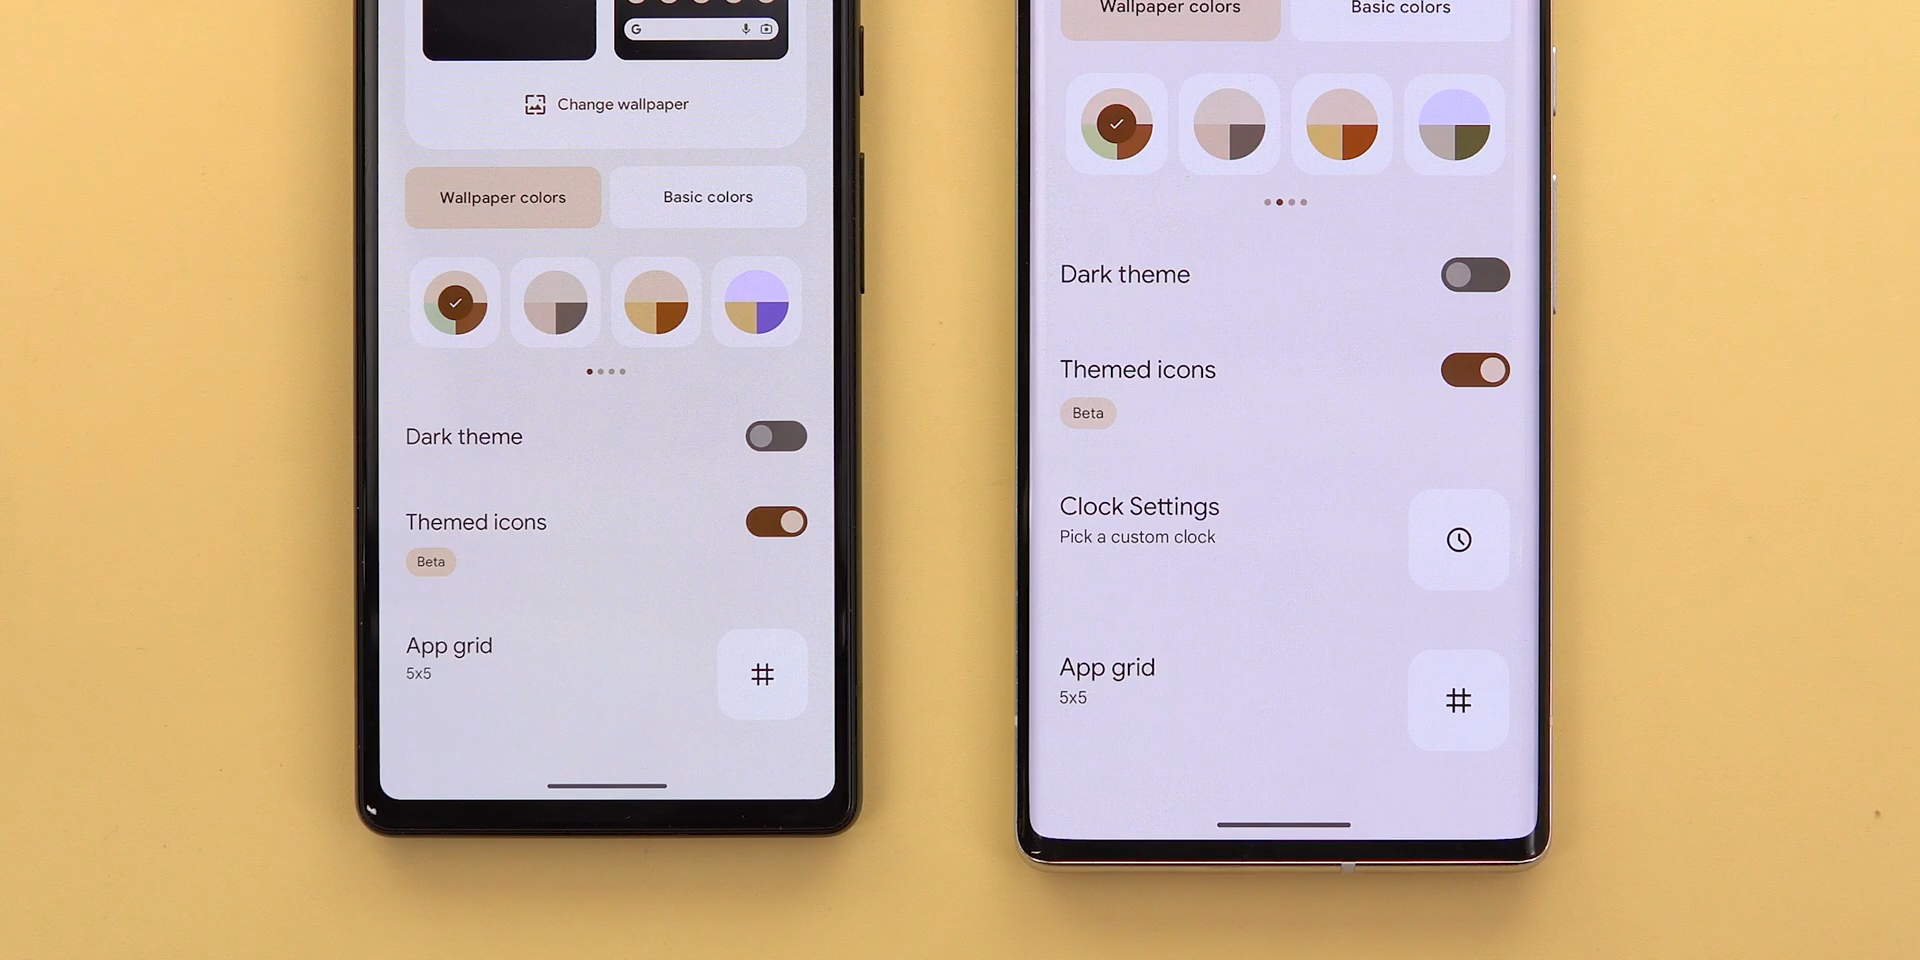 G
Change wallpaper
Wallpaper colors
Basic colors
Dark theme
Themed icons
Beta
App grid
5x5
Wallpaper colors
Basic colors
Dark theme
Themed icons
Beta
Clock Settings
Pick a custom clock
App grid
5x5